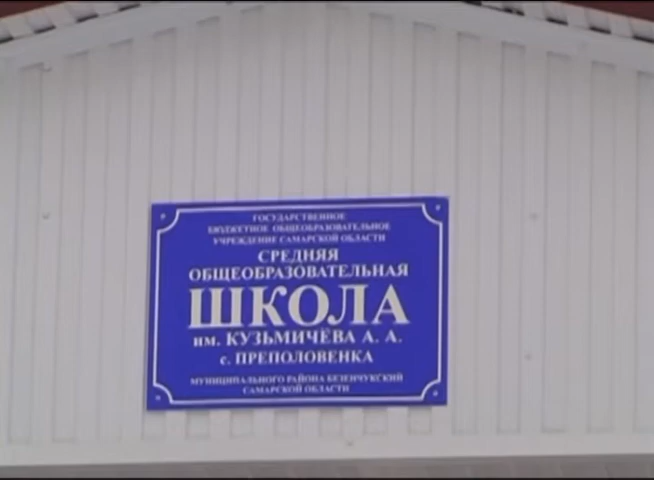 ГОСУДАРСТВЕННОЕ
БЮДЖЕТНОЕ ОБЩЕОБРАЗОВАТЕЛЬНОЕ
УЧРЕЖДЕНИЕ САМАРСКОЙ ОБЛАСТИ
СРЕДНЯЯ
ОБЩЕОБРАЗОВАТЕЛЬНАЯ
ШКОЛА
им. КУЗЬМИЧЁВА А. А.
с. ПРЕПОЛОВЕНКА
МУНИЦИПАЛЬНОГО РАЙОНА БЕЗЕНЧУКСКИЙ
САМАРСКОЙ ОБЛАСТИ